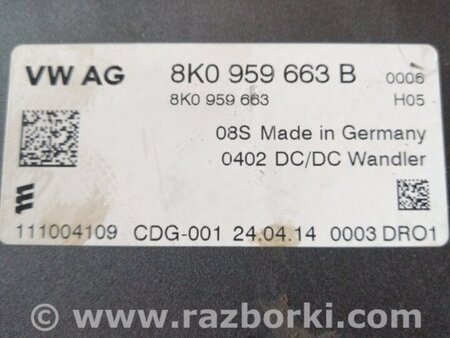 VW AG 8K0 959 663 B 0006
8K0 959 663 H05
08S Made in Germany
0402 DC/DC Wandler
111004109 CDG-001 24.04.14 0003 DRO1
© www.razborki.com